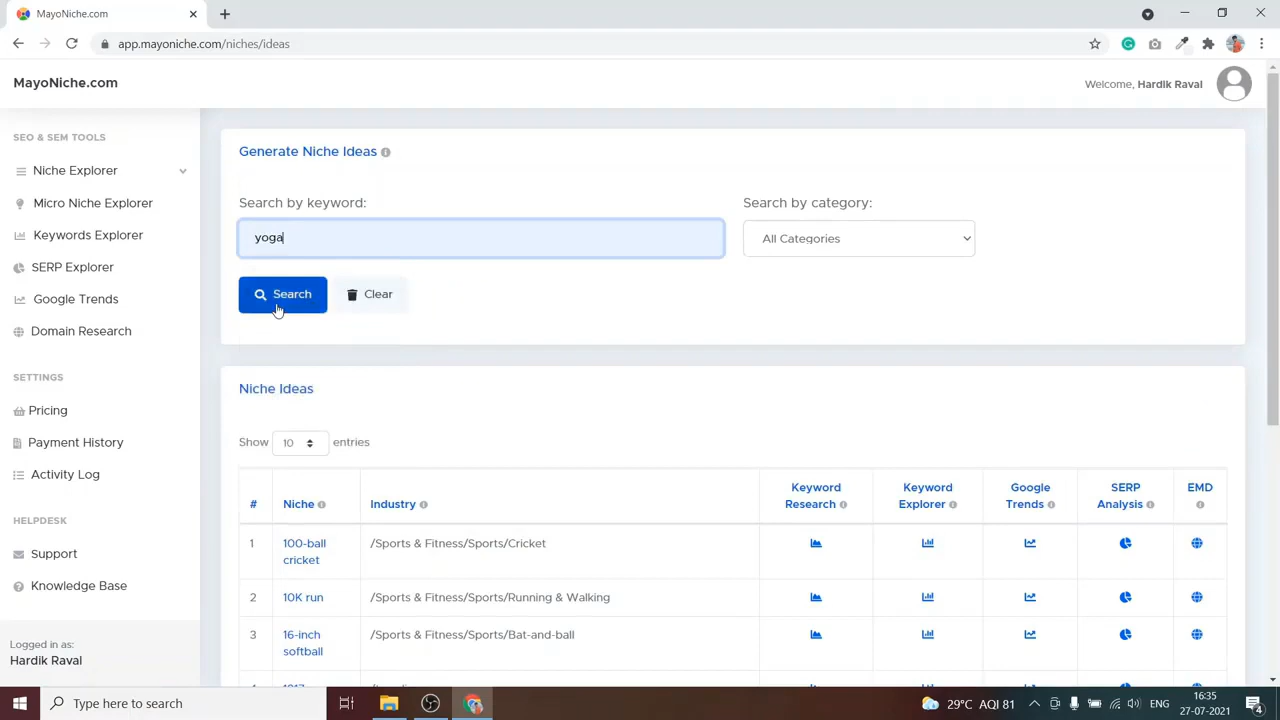 MayoNiche.com
app.mayoniche.com/niches/ideas
MayoNiche.com
Welcome, Hardik Raval
SEO & SEM TOOLS
Niche Explorer
Micro Niche Explorer
Keywords Explorer
SERP Explorer
Google Trends
Domain Research
SETTINGS
Pricing
Payment History
Activity Log
HELPDESK
Support
Knowledge Base
Logged in as:
Hardik Raval
Generate Niche Ideas
Search by keyword:
Search by category:
yoga
All Categories
Search
Clear
Niche Ideas
Show 10 entries
# Niche Industry Keyword Research Keyword Explorer Google Trends SERP Analysis EMD
1 100-ball cricket /Sports & Fitness/Sports/Cricket
2 10K run /Sports & Fitness/Sports/Running & Walking
3 16-inch softball /Sports & Fitness/Sports/Bat-and-ball
Type here to search
29°C AQI 81
ENG
16:35
27-07-2021
4